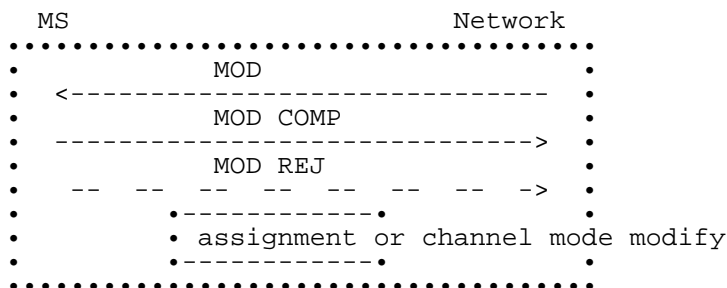 MS Network
MOD
MOD COMP
MOD REJ
assignment or channel mode modify